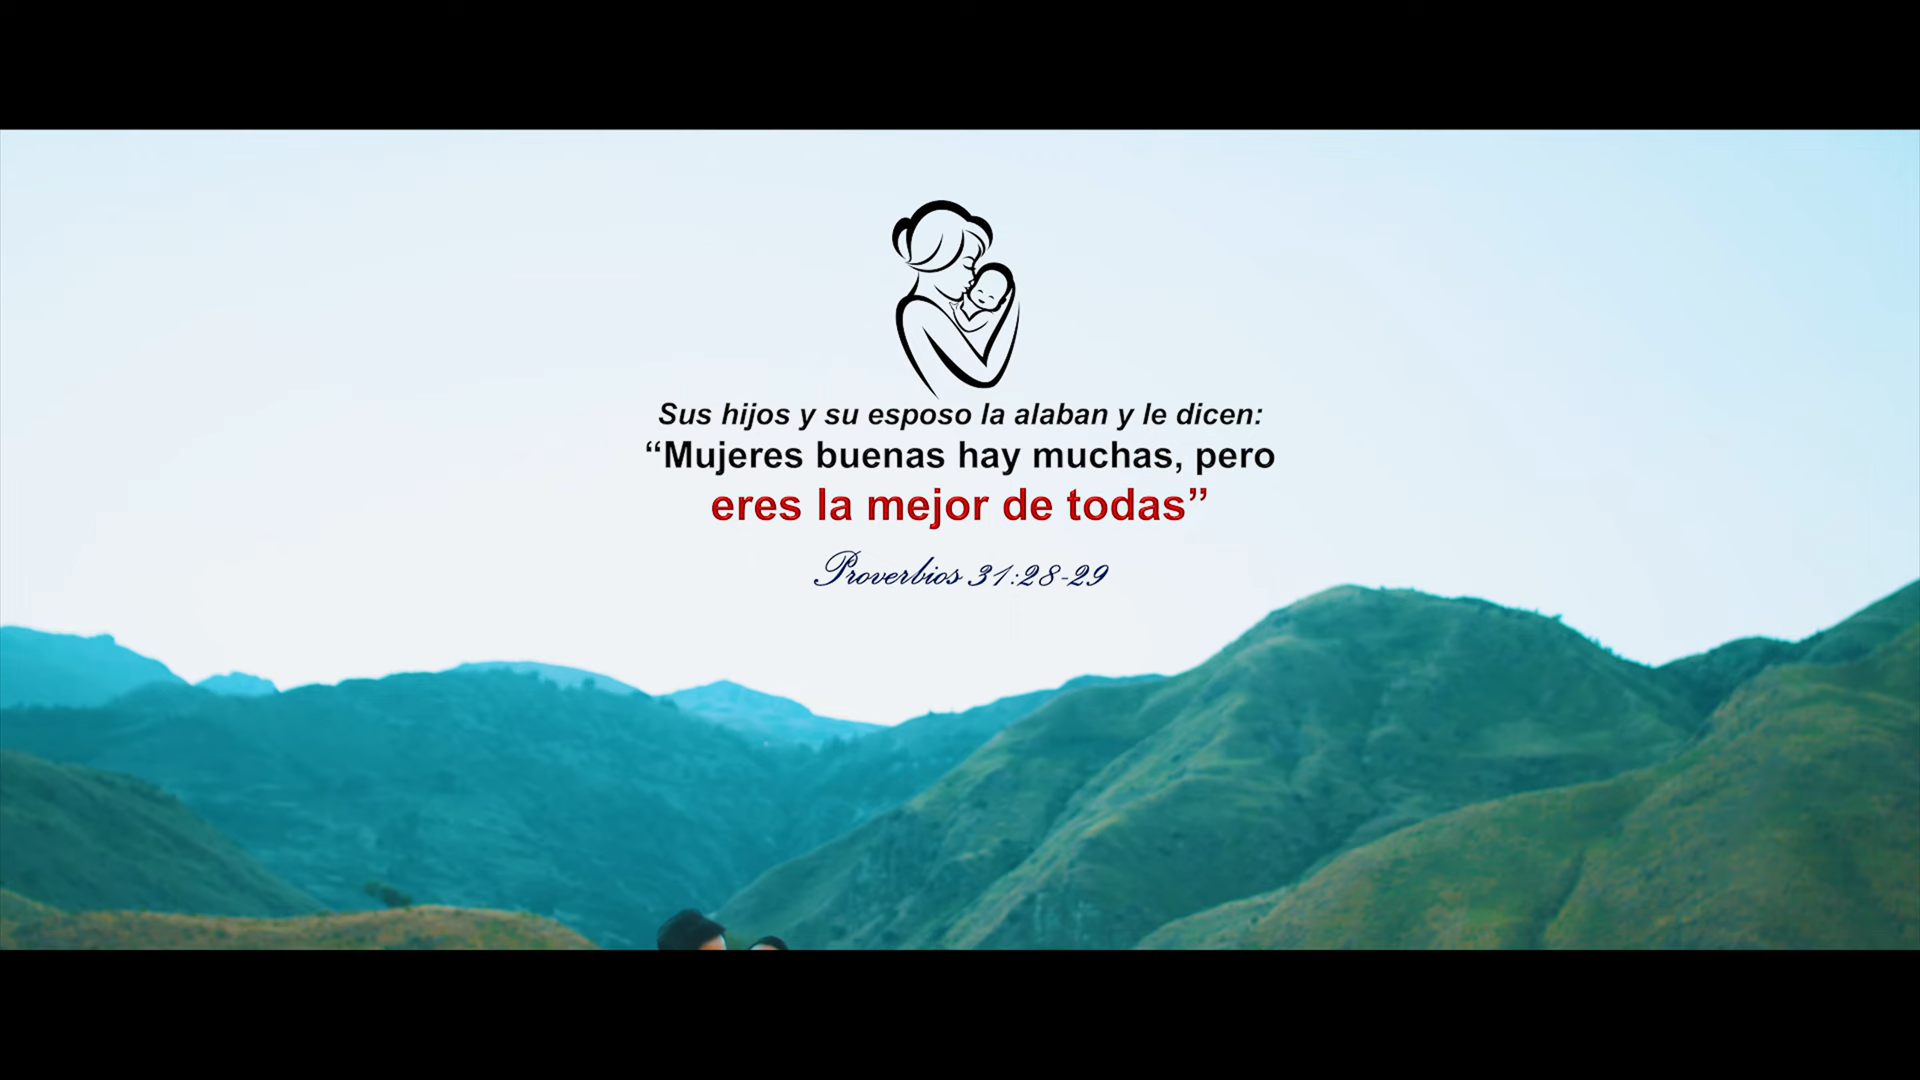 Sus hijos y su esposo la alaban y le dicen:
“Mujeres buenas hay muchas, pero
eres la mejor de todas”
Proverbios 31:28-29